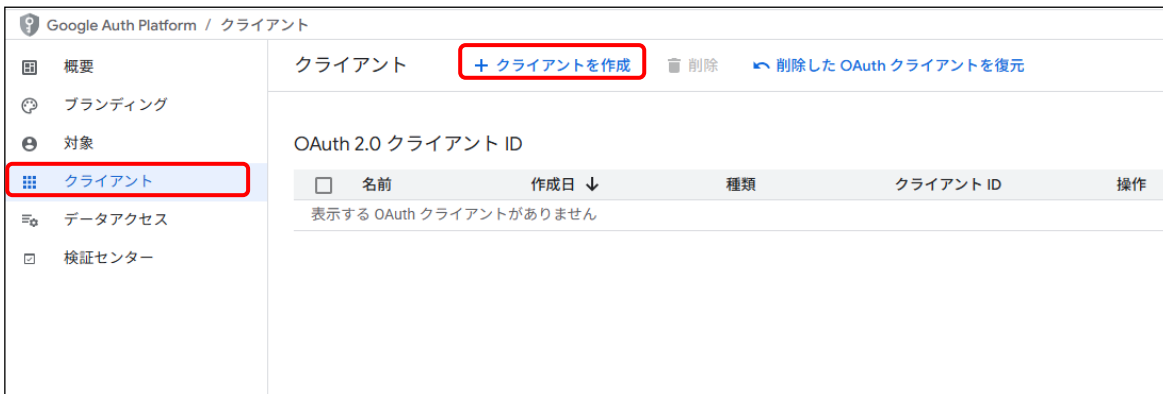 Google Auth Platform / クライアント
概要
ブランディング
対象
クライアント
データアクセス
検証センター
クライアント + クライアントを作成 削除 削除した OAuth クライアントを復元
OAuth 2.0 クライアント ID
名前 作成日 ↓ 種類 クライアント ID 操作
表示する OAuth クライアントがありません